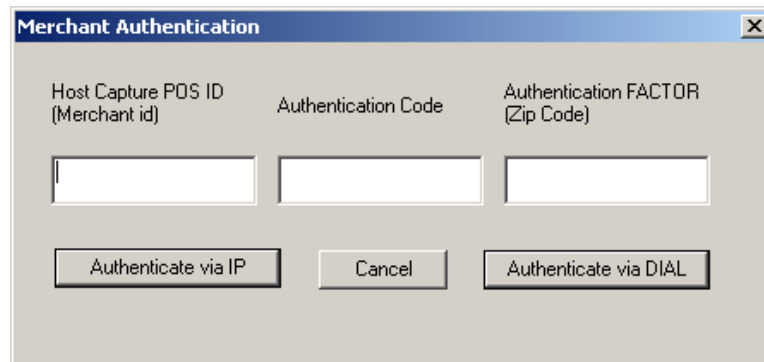 Merchant Authentication
Host Capture POS ID
(Merchant id)
Authentication Code
Authentication FACTOR
(Zip Code)
Authenticate via IP
Cancel
Authenticate via DIAL